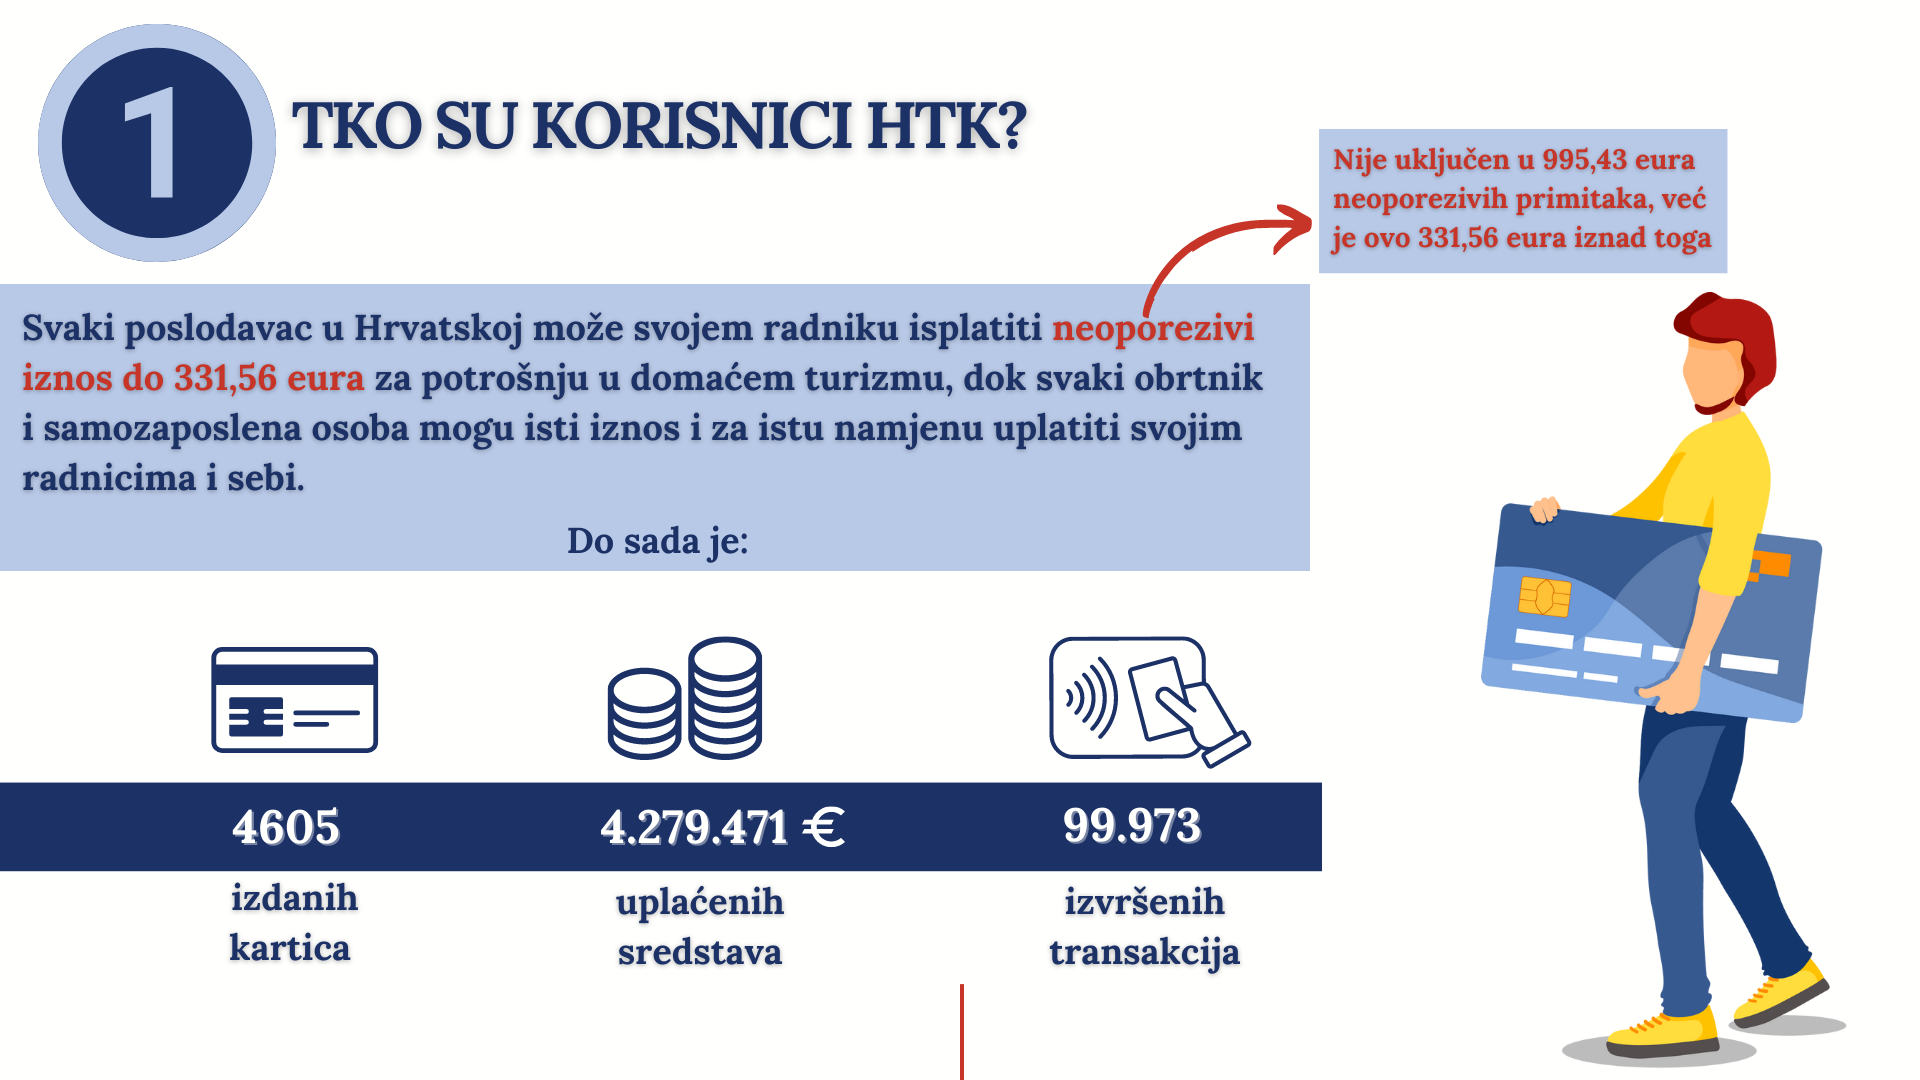 1
TKO SU KORISNICI HTK?
Nije uključen u 995,43 eura
neoporezivih primitaka, već
je ovo 331,56 eura iznad toga
Svaki poslodavac u Hrvatskoj može svojem radniku isplatiti neoporezivi
iznos do 331,56 eura za potrošnju u domaćem turizmu, dok svaki obrtnik
i samozaposlena osoba mogu isti iznos i za istu namjenu uplatiti svojim
radnicima i sebi.
Do sada je:
4605
izdanih
kartica
4.279.471 €
uplaćenih
sredstava
99.973
izvršenih
transakcija